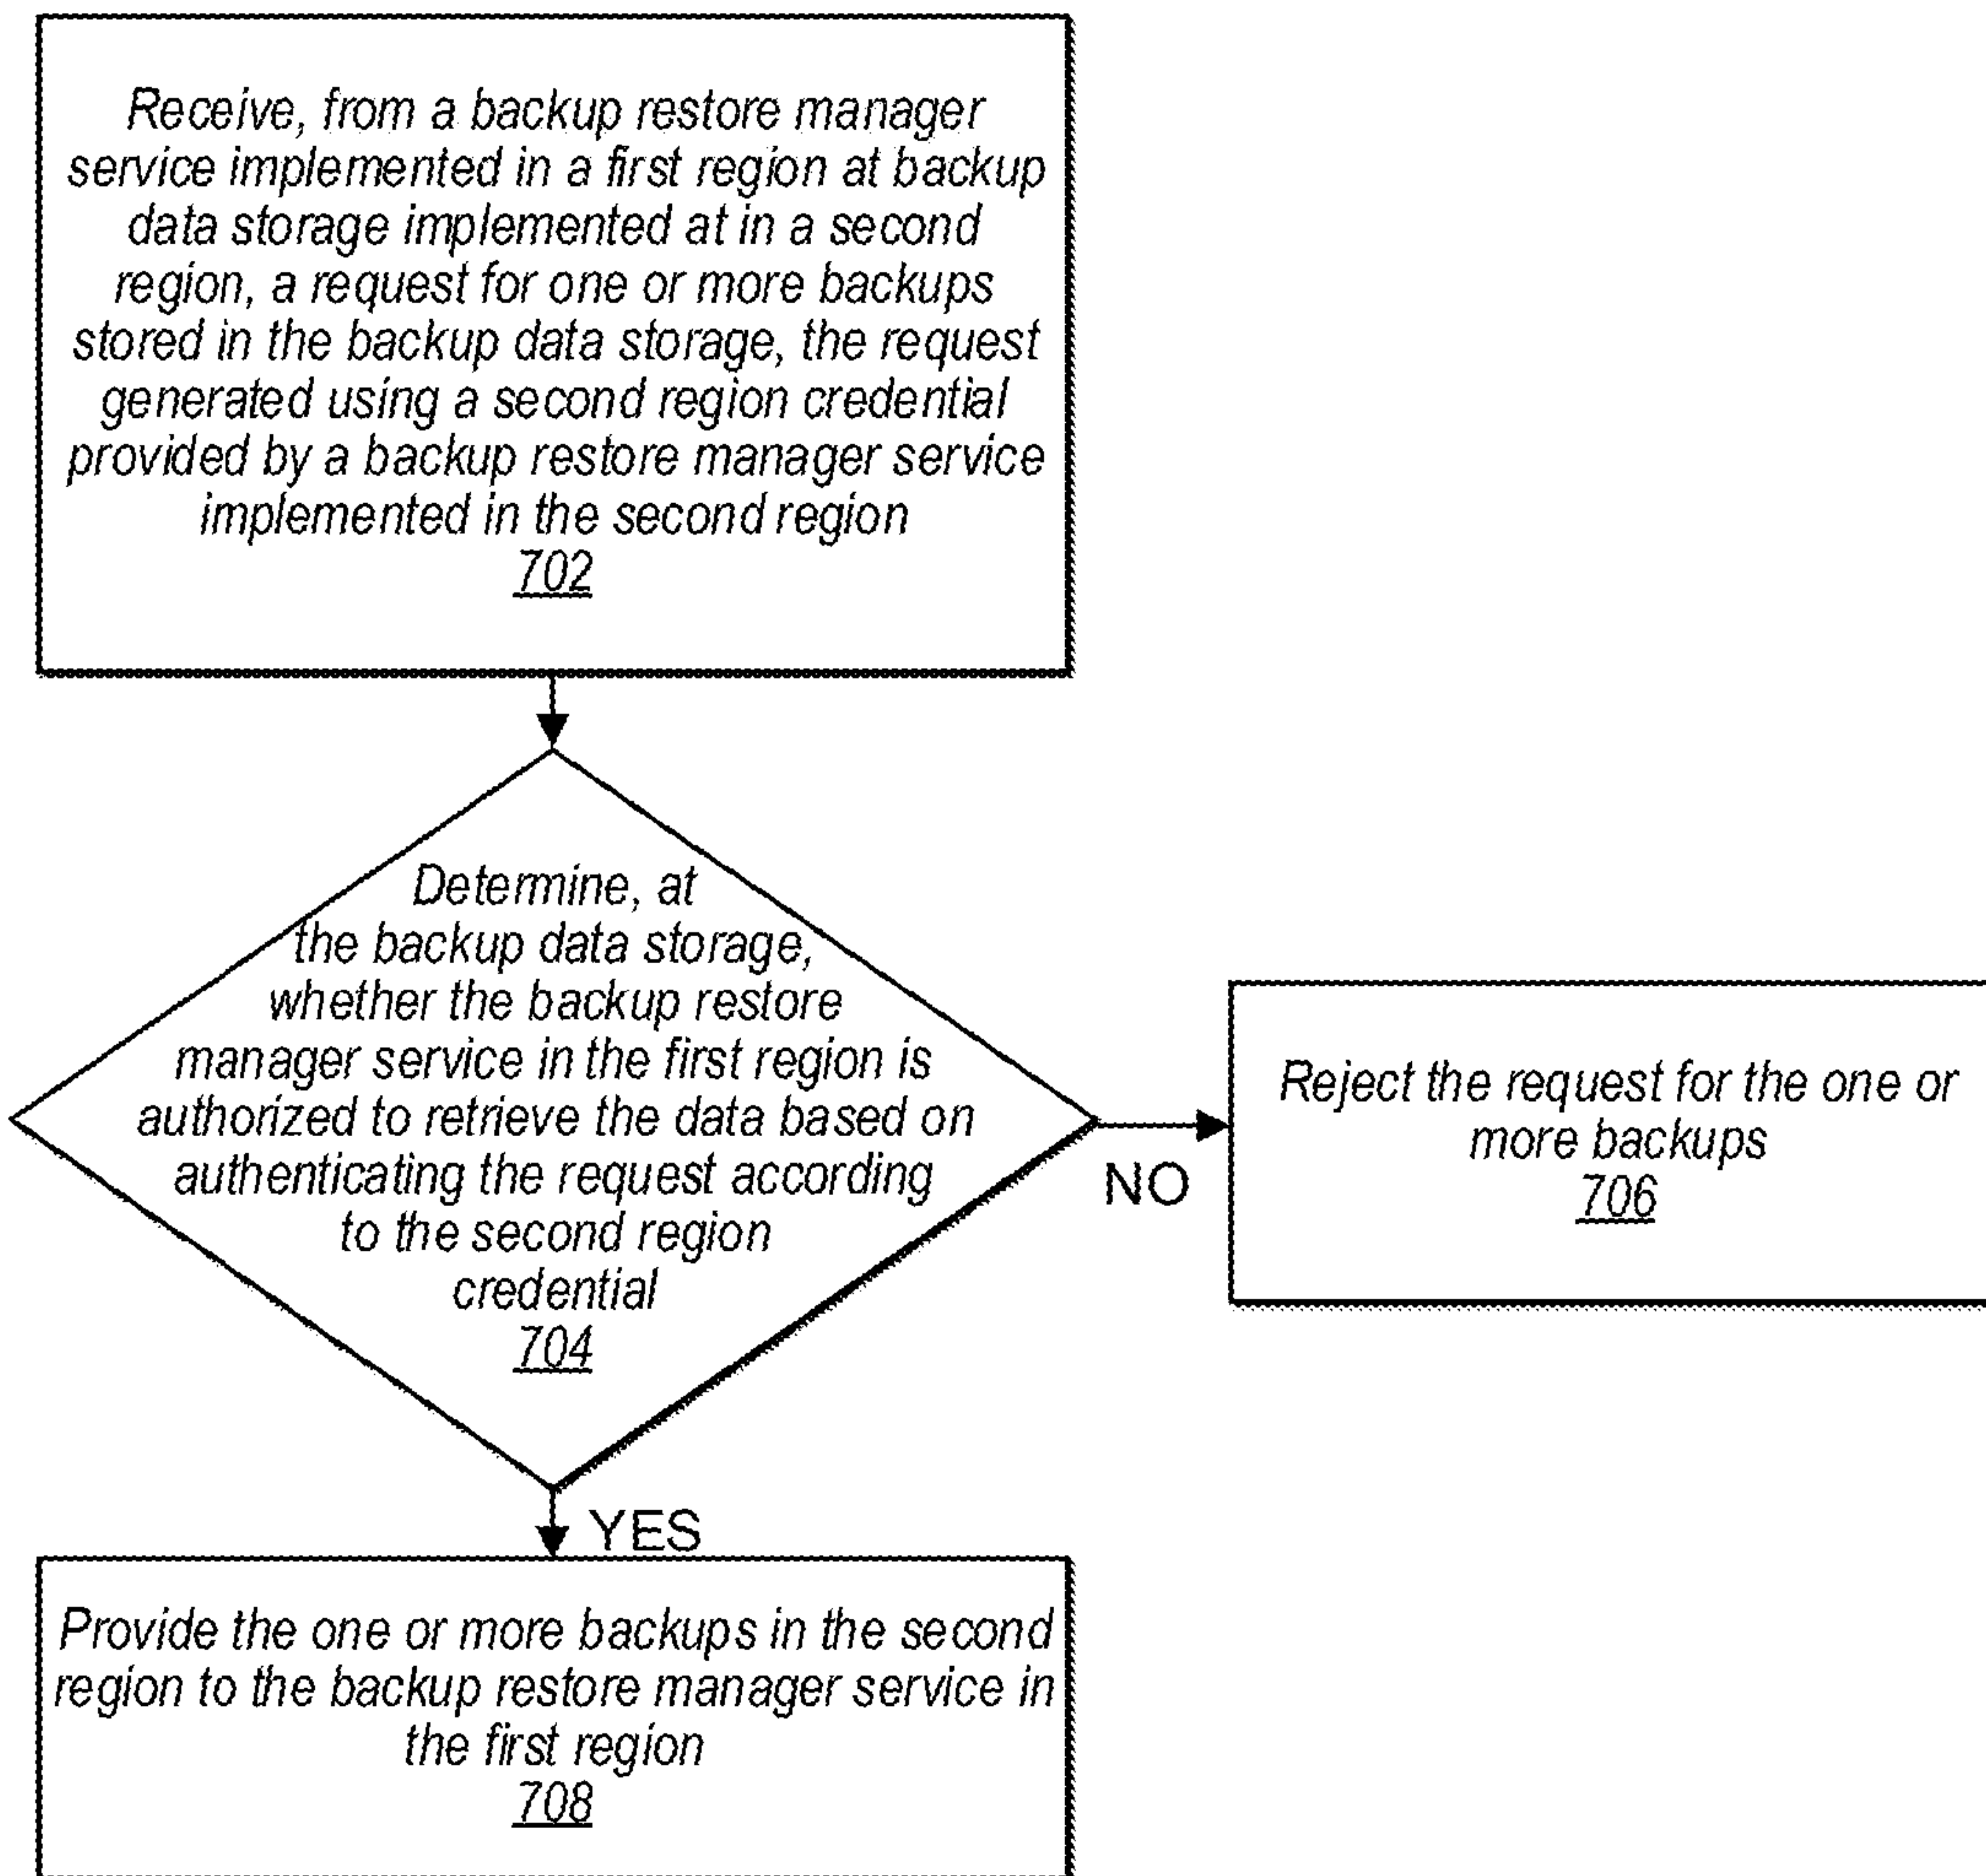 Receive, from a backup restore manager
service implemented in a first region at backup
data storage implemented at in a second
region, a request for one or more backups
stored in the backup data storage, the request
generated using a second region credential
provided by a backup restore manager service
implemented in the second region
702
Determine, at
the backup data storage,
whether the backup restore
manager service in the first region is
authorized to retrieve the data based on
authenticating the request according
to the second region
credential
704
NO
Reject the request for the one or
more backups
706
YES
Provide the one or more backups in the second
region to the backup restore manager service in
the first region
708